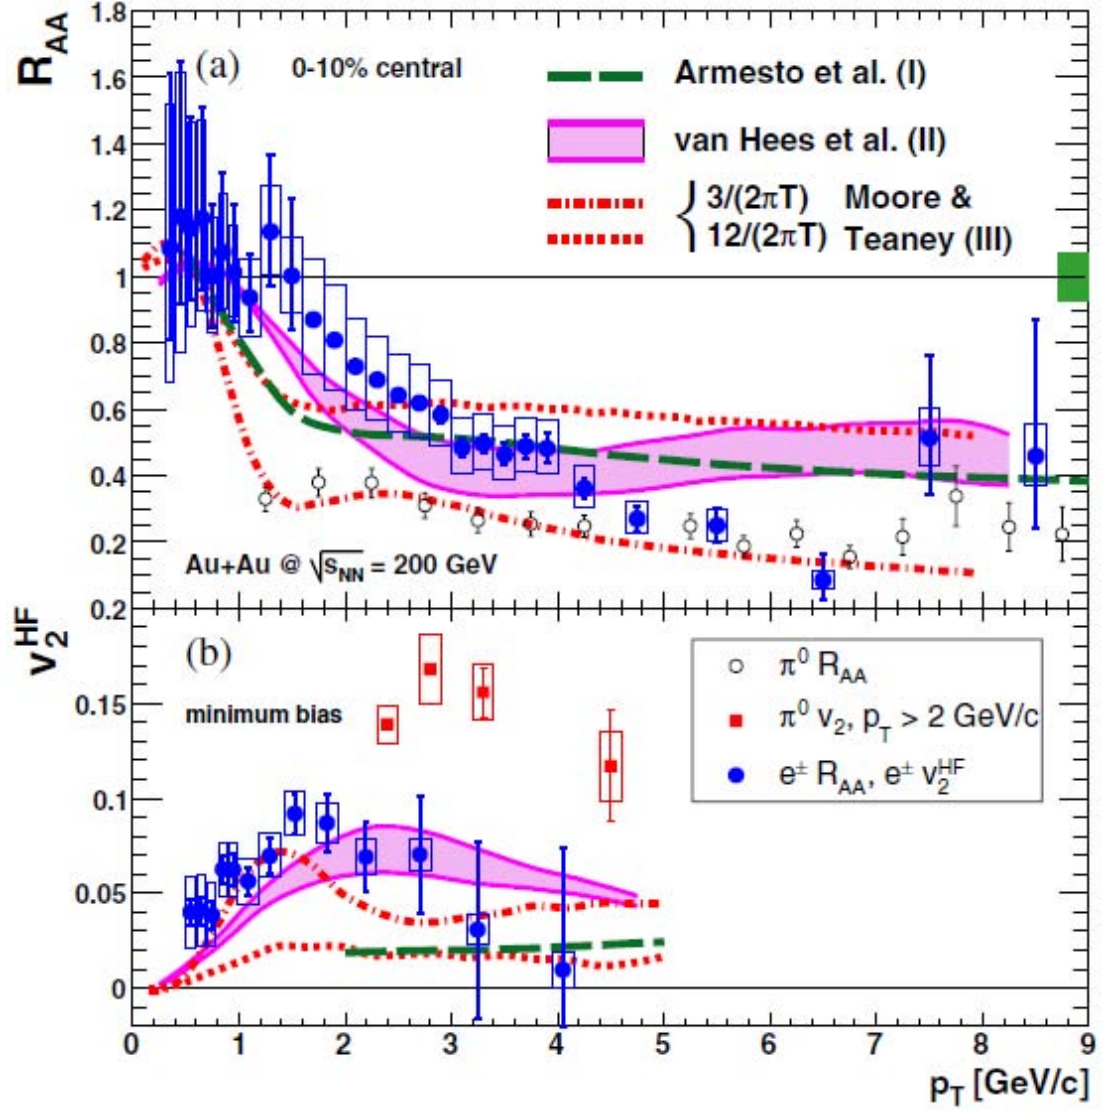 R_AA
1.8
1.6
1.4
1.2
1
0.8
0.6
0.4
0.2
(a)
0-10% central
Armesto et al. (I)
van Hees et al. (II)
3/(2πT) Moore &
12/(2πT) Teaney (III)
Au+Au @ √s_NN = 200 GeV
v_2^HF
0.2
0.15
0.1
0.05
0
(b)
minimum bias
π⁰ R_AA
π⁰ v_2, p_T > 2 GeV/c
e± R_AA, e± v_2^HF
0 1 2 3 4 5 6 7 8 9
p_T [GeV/c]